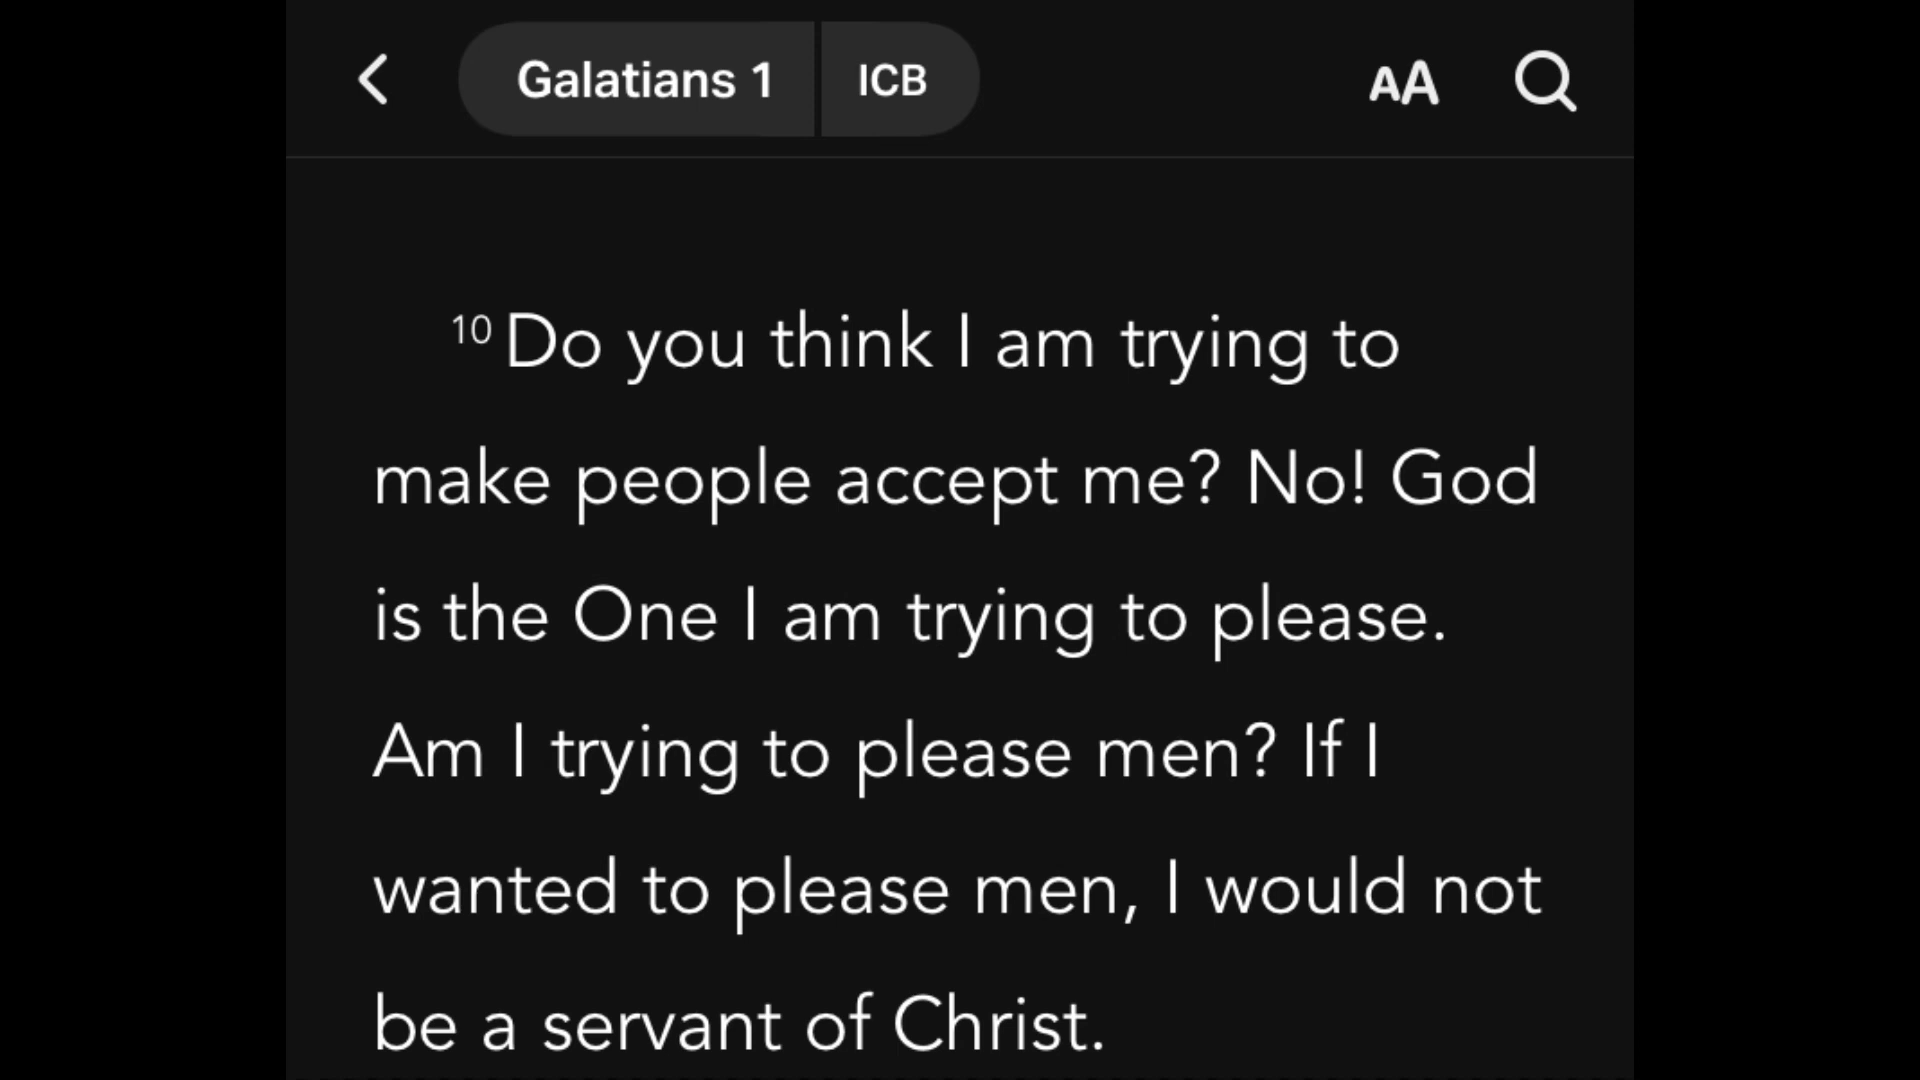 Galatians 1 ICB AA
10 Do you think I am trying to
make people accept me? No! God
is the One I am trying to please.
Am I trying to please men? If I
wanted to please men, I would not
be a servant of Christ.